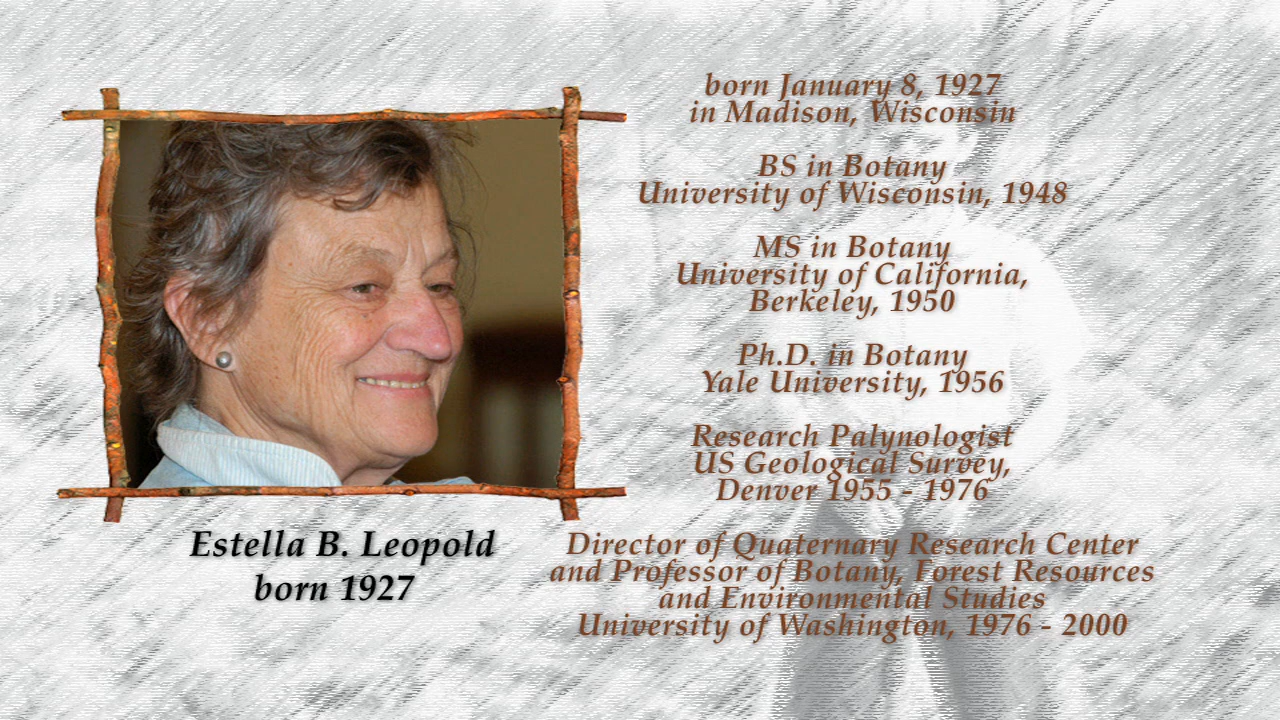 Estella B. Leopold
born 1927
born January 8, 1927
in Madison, Wisconsin
BS in Botany
University of Wisconsin, 1948
MS in Botany
University of California,
Berkeley, 1950
Ph.D. in Botany
Yale University, 1956
Research Palynologist
US Geological Survey,
Denver 1955 - 1976
Director of Quaternary Research Center
and Professor of Botany, Forest Resources
and Environmental Studies
University of Washington, 1976 - 2000